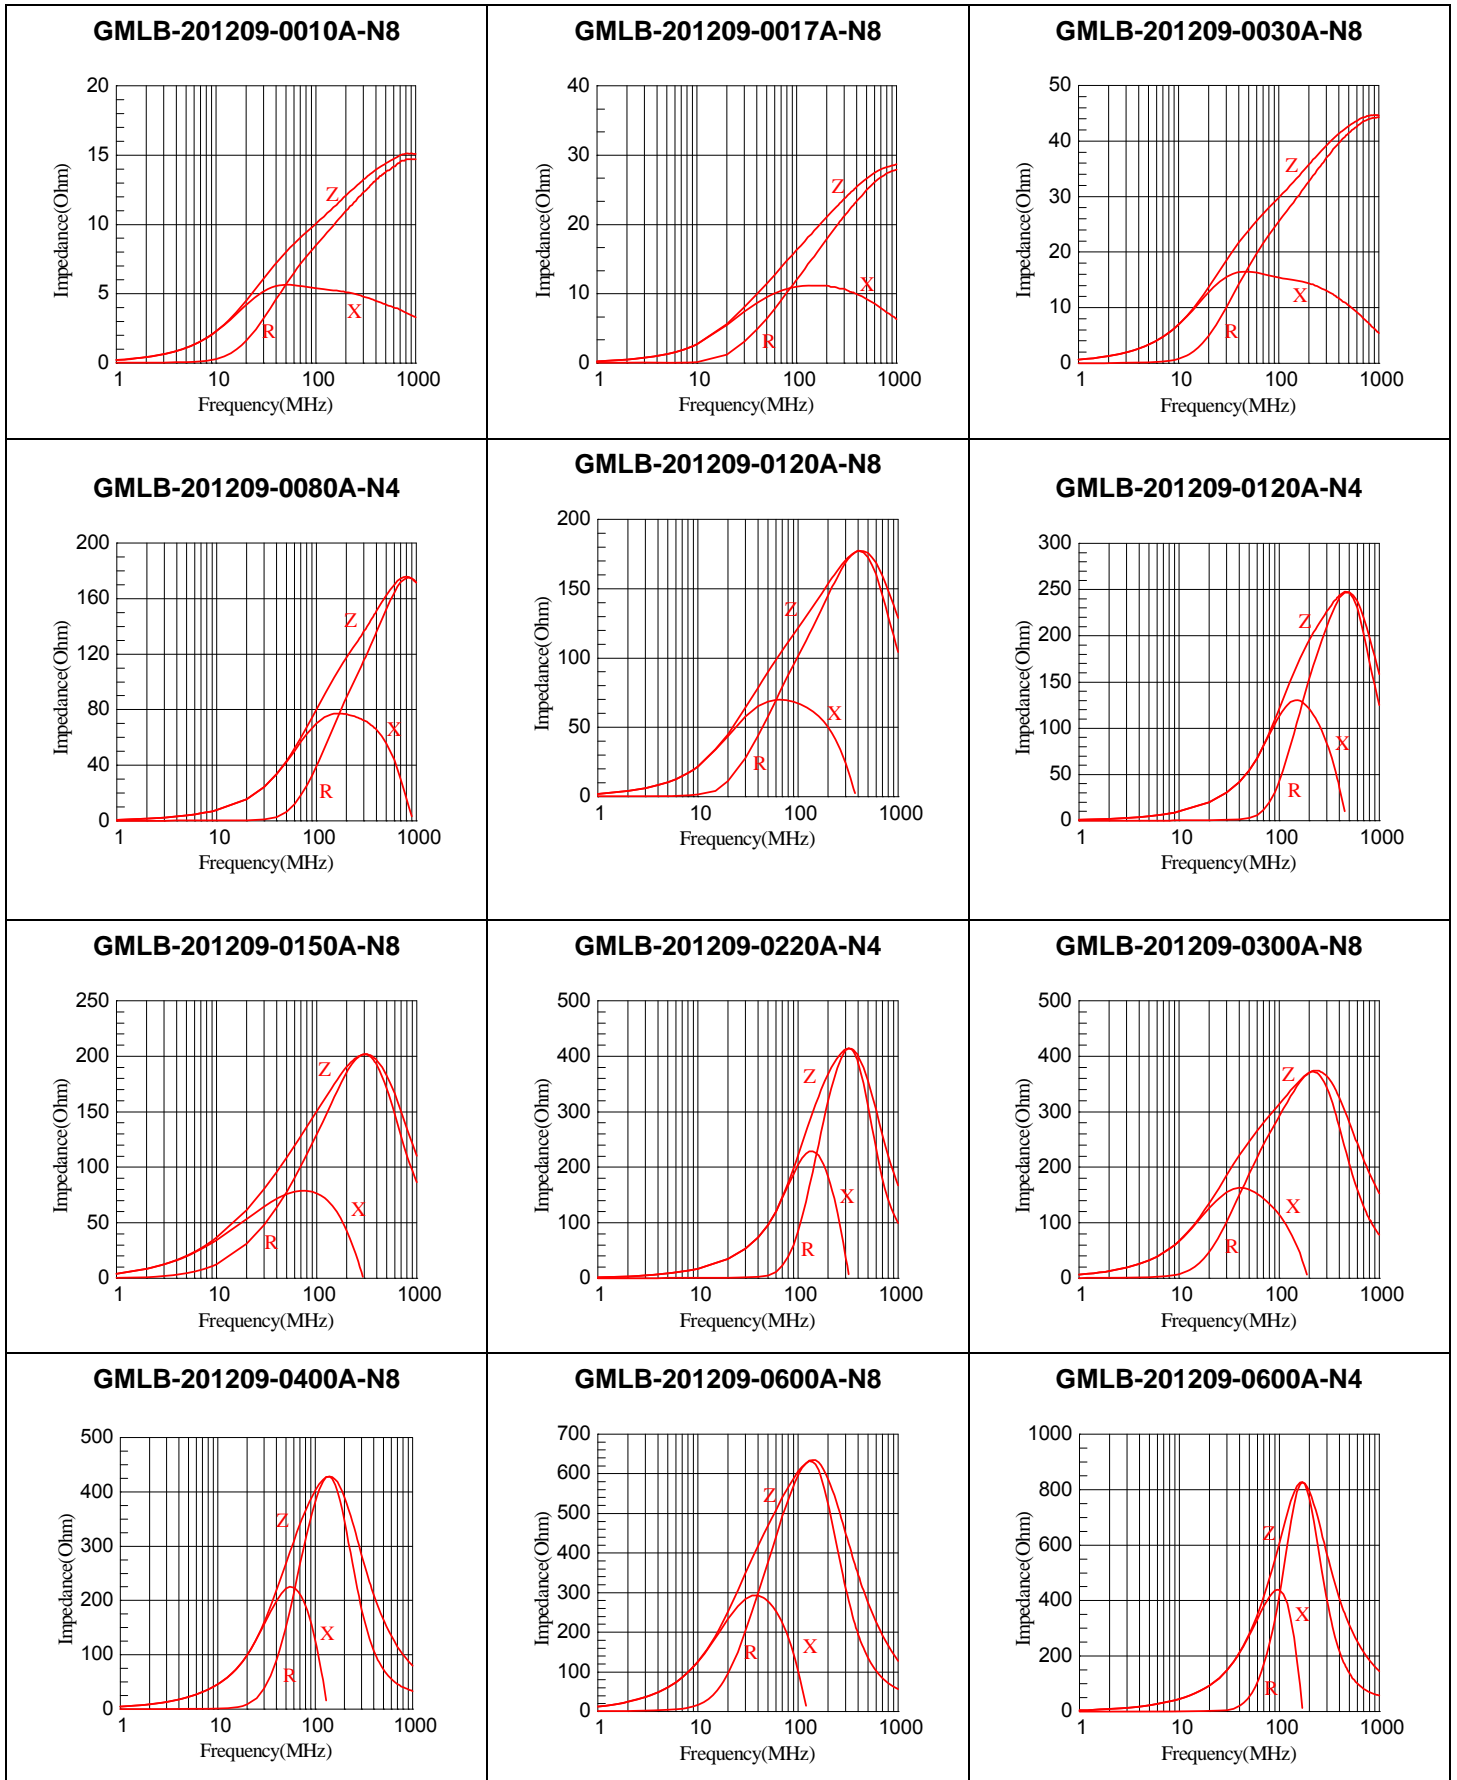 GMLB-201209-0010A-N8
20
15
10
5
0
Impedance(Ohm)
Z
X
R
1 10 100 1000
Frequency(MHz)
GMLB-201209-0017A-N8
40
30
20
10
0
Impedance(Ohm)
Z
X
R
1 10 100 1000
Frequency(MHz)
GMLB-201209-0030A-N8
50
40
30
20
10
0
Impedance(Ohm)
Z
X
R
1 10 100 1000
Frequency(MHz)
GMLB-201209-0080A-N4
200
160
120
80
40
0
Impedance(Ohm)
Z
X
R
1 10 100 1000
Frequency(MHz)
GMLB-201209-0120A-N8
200
150
100
50
0
Impedance(Ohm)
Z
X
R
1 10 100 1000
Frequency(MHz)
GMLB-201209-0120A-N4
300
250
200
150
100
50
0
Impedance(Ohm)
Z
X
R
1 10 100 1000
Frequency(MHz)
GMLB-201209-0150A-N8
250
200
150
100
50
0
Impedance(Ohm)
Z
X
R
1 10 100 1000
Frequency(MHz)
GMLB-201209-0220A-N4
500
400
300
200
100
0
Impedance(Ohm)
Z
X
R
1 10 100 1000
Frequency(MHz)
GMLB-201209-0300A-N8
500
400
300
200
100
0
Impedance(Ohm)
Z
X
R
1 10 100 1000
Frequency(MHz)
GMLB-201209-0400A-N8
500
400
300
200
100
0
Impedance(Ohm)
Z
X
R
1 10 100 1000
Frequency(MHz)
GMLB-201209-0600A-N8
700
600
500
400
300
200
100
0
Impedance(Ohm)
Z
X
R
1 10 100 1000
Frequency(MHz)
GMLB-201209-0600A-N4
1000
800
600
400
200
0
Impedance(Ohm)
Z
X
R
1 10 100 1000
Frequency(MHz)